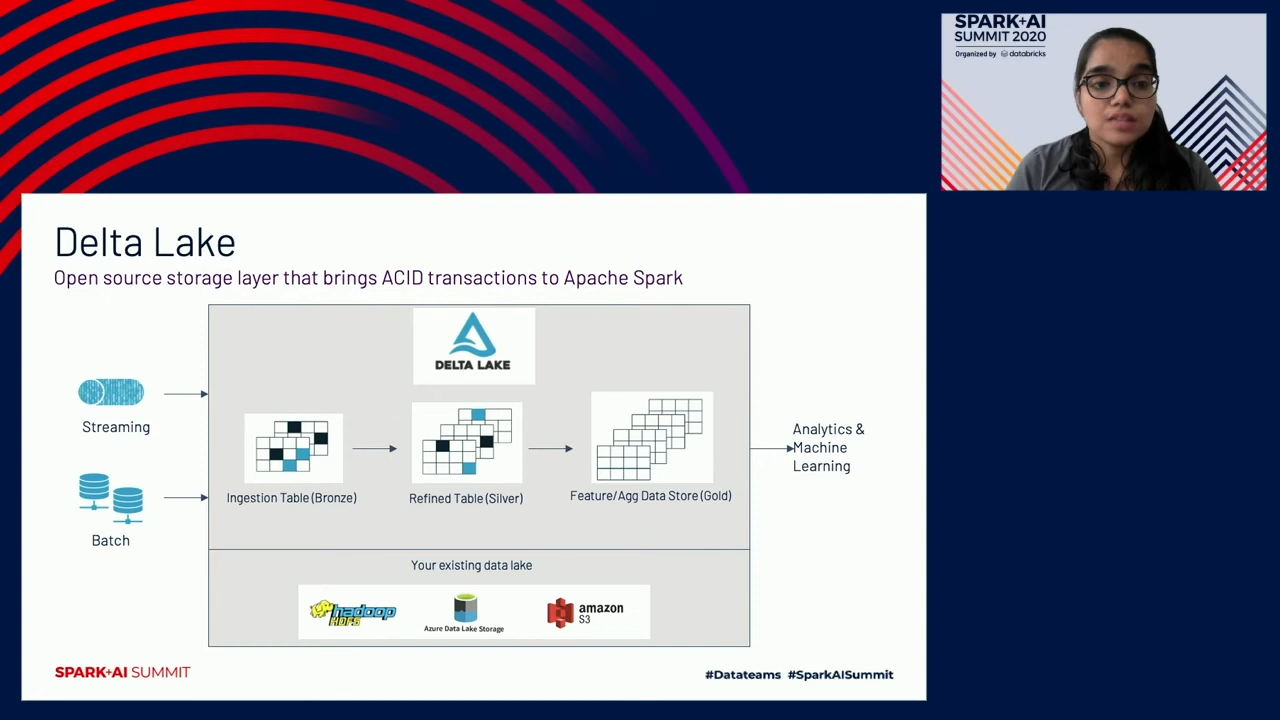 SPARK+AI
SUMMIT 2020
Organized by databricks
Delta Lake
Open source storage layer that brings ACID transactions to Apache Spark
DELTA LAKE
Streaming
Batch
Ingestion Table (Bronze)
Refined Table (Silver)
Feature/Agg Data Store (Gold)
Analytics &
Machine
Learning
Your existing data lake
hadoop
HDFS
Azure Data Lake Storage
amazon
S3
SPARK+AI SUMMIT
#Datateams #SparkAISummit